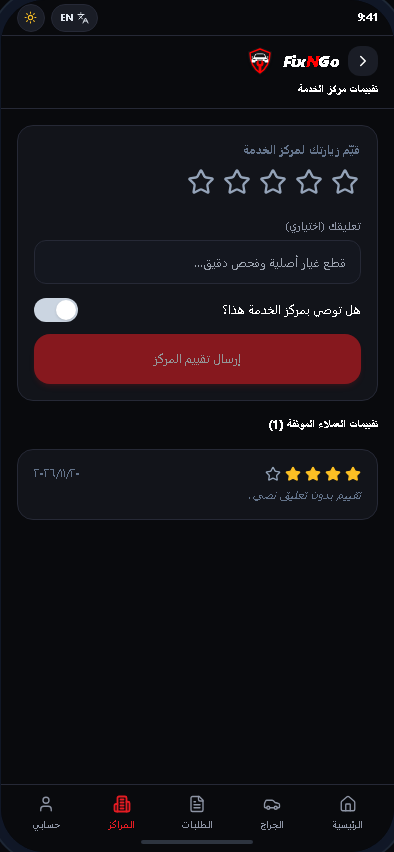 9:41
EN
FixNGo
تقييمات مركز الخدمة
قيّم زيارتك لمركز الخدمة
تعليقك (اختياري)
قطع غيار أصلية وفحص دقيق...
هل توصي بمركز الخدمة هذا؟
إرسال تقييم المركز
تقييمات العملاء الموثقة (1)
٢٠٢٦/١١/٢٠
تقييم بدون تعليق نصي.
الرئيسية
الجراج
الطلبات
المراكز
حسابي